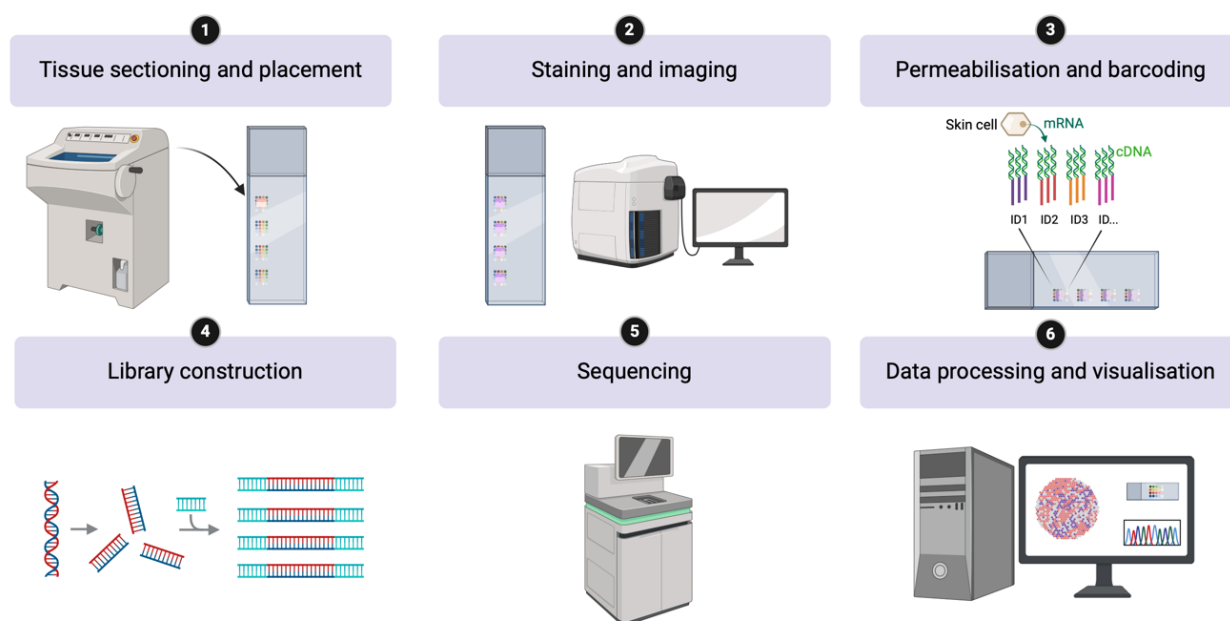 1
Tissue sectioning and placement
2
Staining and imaging
3
Permeabilisation and barcoding
Skin cell
mRNA
cDNA
ID1 ID2 ID3 ID...
4
Library construction
5
Sequencing
6
Data processing and visualisation